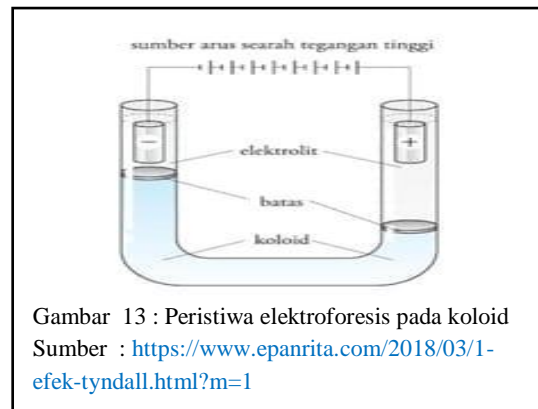 sumber arus searah tegangan tinggi
−
+
elektrolit
batas
koloid
Gambar 13 : Peristiwa elektroforesis pada koloid
Sumber : https://www.epanrita.com/2018/03/1-
efek-tyndall.html?m=1